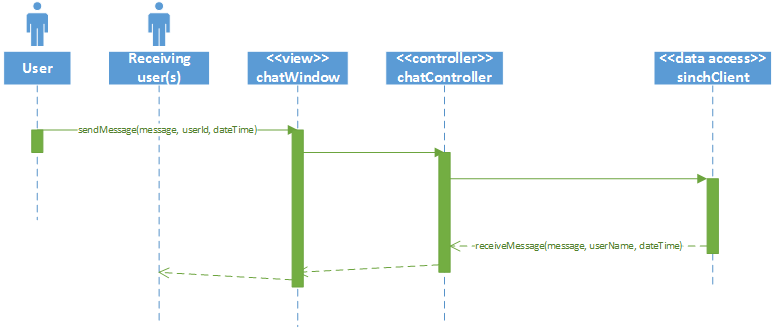 User
Receiving
user(s)
<<view>>
chatWindow
<<controller>>
chatController
<<data access>>
sinchClient
sendMessage(message, userId, dateTime)
receiveMessage(message, userName, dateTime)